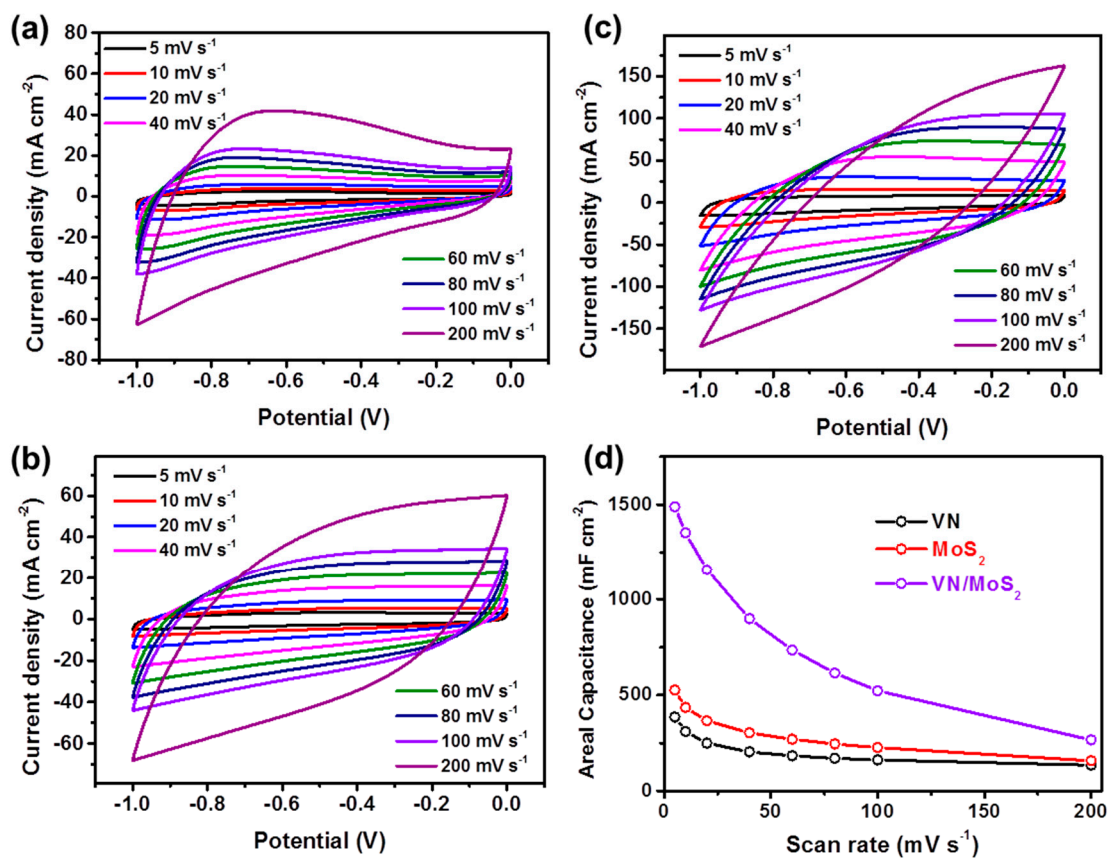 (a)
5 mV s⁻¹
10 mV s⁻¹
20 mV s⁻¹
40 mV s⁻¹
60 mV s⁻¹
80 mV s⁻¹
100 mV s⁻¹
200 mV s⁻¹
80
60
40
20
0
-20
-40
-60
-80
Current density (mA cm⁻²)
-1.0 -0.8 -0.6 -0.4 -0.2 0.0
Potential (V)
(c)
5 mV s⁻¹
10 mV s⁻¹
20 mV s⁻¹
40 mV s⁻¹
60 mV s⁻¹
80 mV s⁻¹
100 mV s⁻¹
200 mV s⁻¹
150
100
50
0
-50
-100
-150
Current density (mA cm⁻²)
-1.0 -0.8 -0.6 -0.4 -0.2 0.0
Potential (V)
(b)
5 mV s⁻¹
10 mV s⁻¹
20 mV s⁻¹
40 mV s⁻¹
60 mV s⁻¹
80 mV s⁻¹
100 mV s⁻¹
200 mV s⁻¹
60
40
20
0
-20
-40
-60
Current density (mA cm⁻²)
-1.0 -0.8 -0.6 -0.4 -0.2 0.0
Potential (V)
(d)
VN
MoS₂
VN/MoS₂
1500
1000
500
0
Areal Capacitance (mF cm⁻²)
0 50 100 150 200
Scan rate (mV s⁻¹)